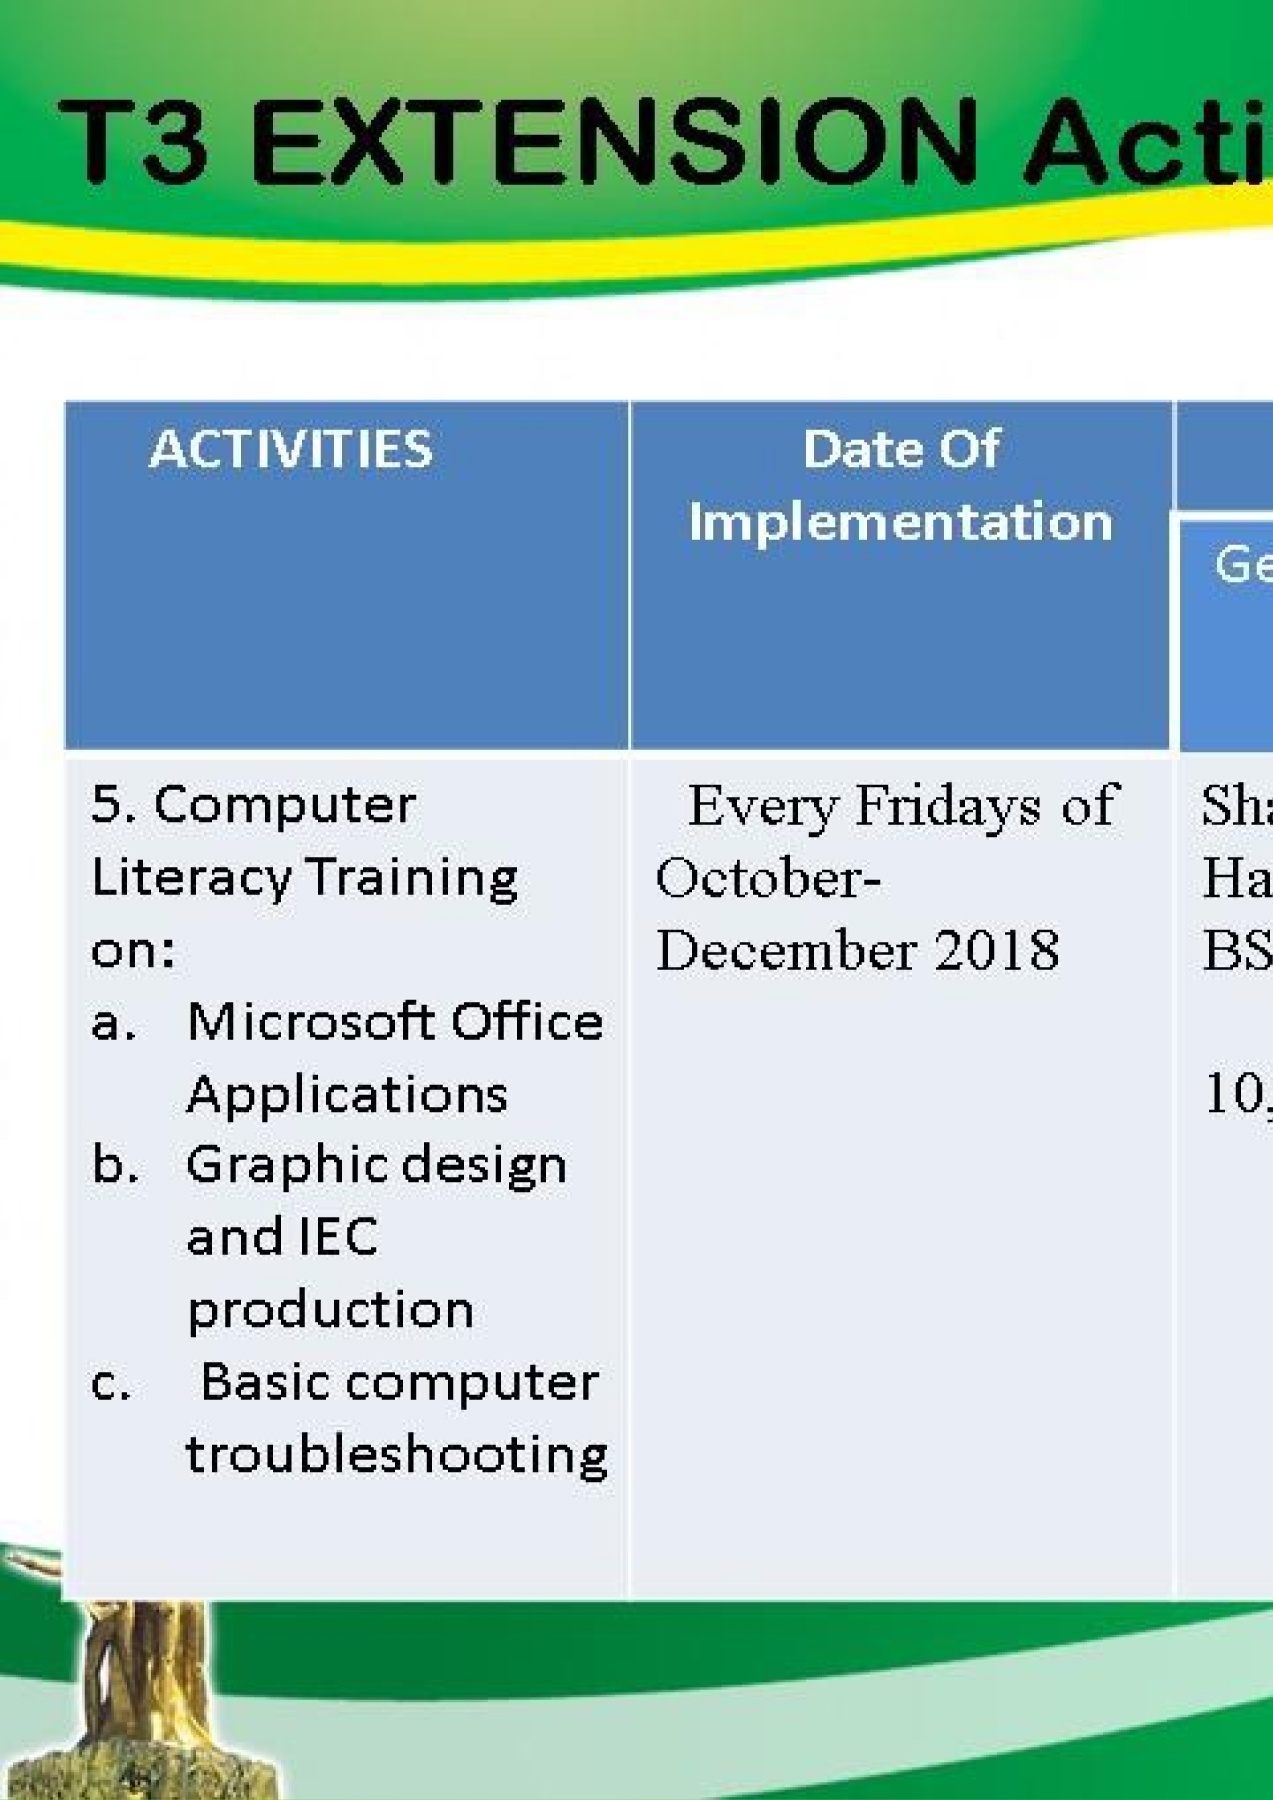 T3 EXTENSION Acti
ACTIVITIES
Date Of
Implementation
Ge
5. Computer
Literacy Training
on:
a. Microsoft Office
Applications
b. Graphic design
and IEC
production
c. Basic computer
troubleshooting
Every Fridays of
October-
December 2018
Sha
Ha
BS
10,